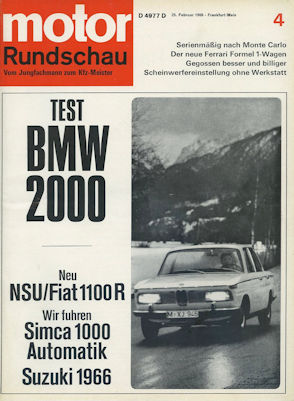 motor
Rundschau
Vom Jungfachmann zum Kfz-Meister
D 4977 D
25. Februar 1966 · Frankfurt/Main
4
Serienmäßig nach Monte Carlo
Der neue Ferrari Formel 1-Wagen
Gegossen besser und billiger
Scheinwerfereinstellung ohne Werkstatt
TEST
BMW
2000
Neu
NSU/Fiat 1100 R
Wir fuhren
Simca 1000
Automatik
Suzuki 1966
M-XJ 945